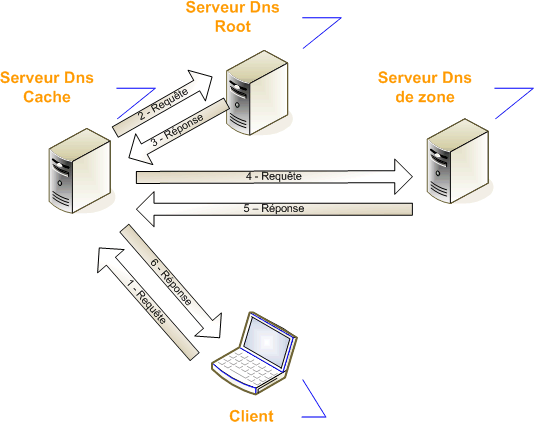 Serveur Dns
Root
Serveur Dns
Cache
Serveur Dns
de zone
2 - Requête
3 - Réponse
4 - Requête
5 – Réponse
6 - Réponse
1 - Requête
Client